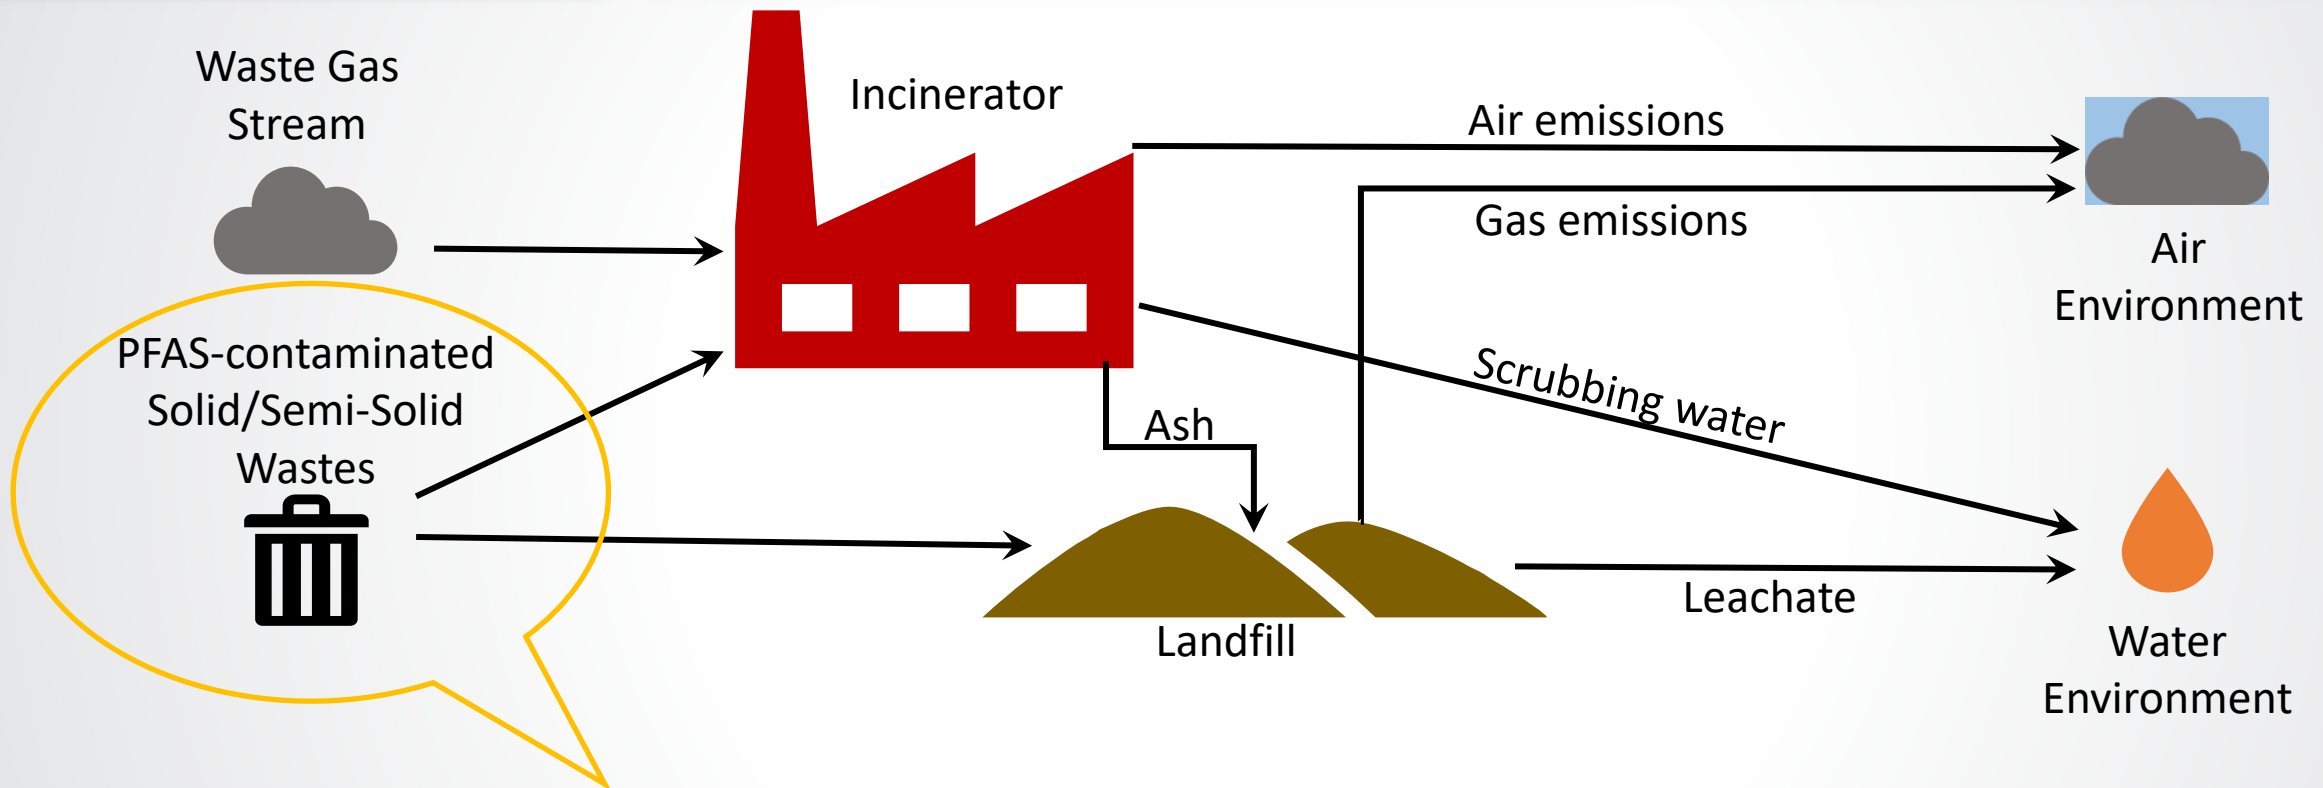 Waste Gas
Stream
Incinerator
Air emissions
Gas emissions
Air
Environment
PFAS-contaminated
Solid/Semi-Solid
Wastes
Scrubbing water
Ash
Leachate
Landfill
Water
Environment